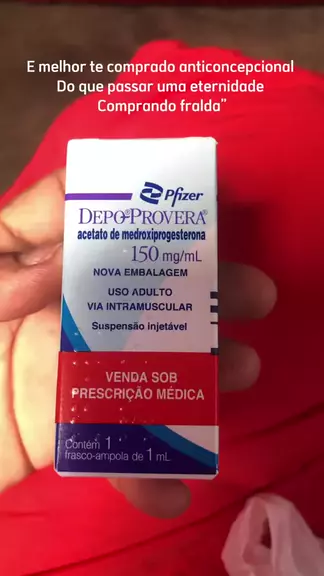 E melhor te comprado anticoncepcional
Do que passar uma eternidade
Comprando fralda”
Pfizer
DEPO®PROVERA®
acetato de medroxiprogesterona
150 mg/mL
NOVA EMBALAGEM
USO ADULTO
VIA INTRAMUSCULAR
Suspensão injetável
VENDA SOB
PRESCRIÇÃO MÉDICA
Contém 1
frasco-ampola de 1 mL